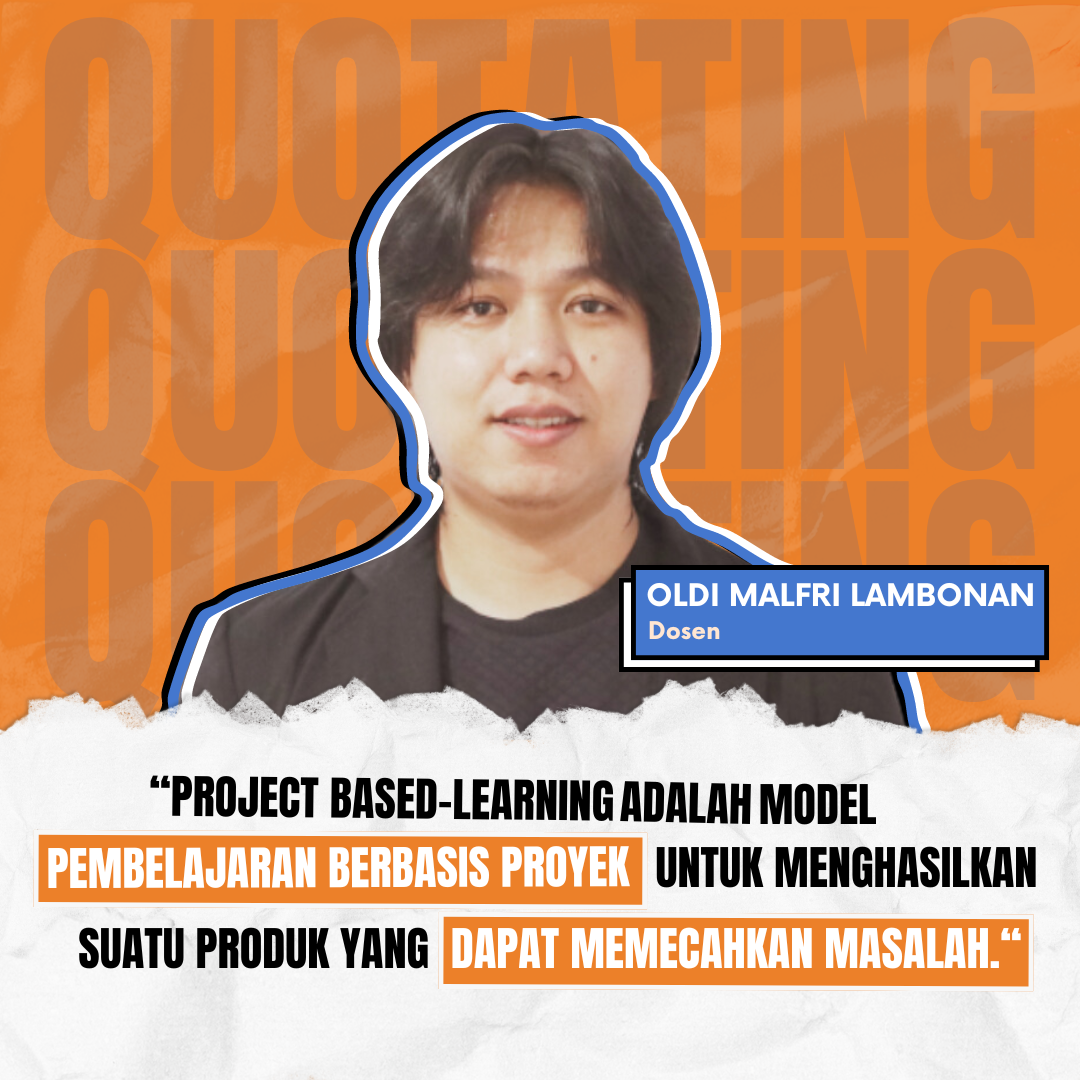 QUOTATING
QUOTATING
QUOTATING
OLDI MALFRI LAMBONAN
Dosen
“PROJECT BASED-LEARNING ADALAH MODEL
PEMBELAJARAN BERBASIS PROYEK UNTUK MENGHASILKAN
SUATU PRODUK YANG DAPAT MEMECAHKAN MASALAH.“